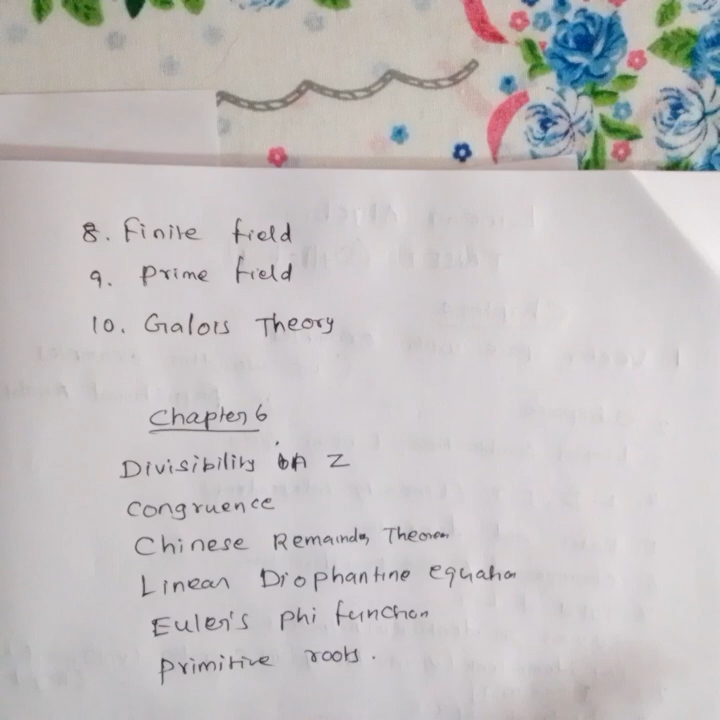 8. Finite field
9. Prime field
10. Galois Theory
Chapter 6
Divisibility in Z
Congruence
Chinese Remainder Theorem
Linear Diophantine equation
Euler's phi function
Primitive roots.